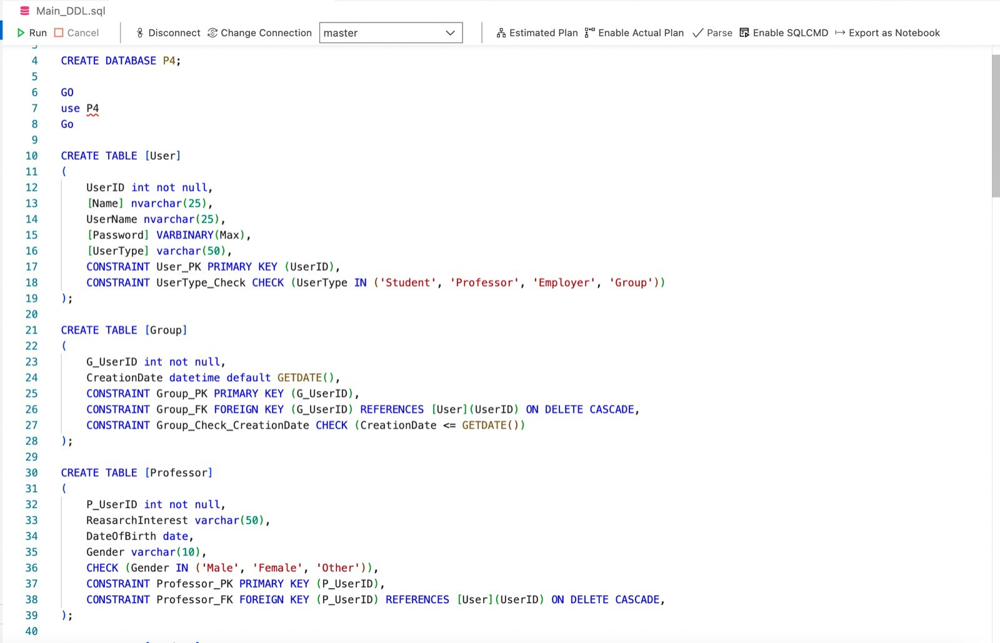 Main_DDL.sql
Run Cancel Disconnect Change Connection master Estimated Plan Enable Actual Plan Parse Enable SQLCMD Export as Notebook
3
4 CREATE DATABASE P4;
5
6 GO
7 use P4
8 Go
9
10 CREATE TABLE [User]
11 (
12 UserID int not null,
13 [Name] nvarchar(25),
14 UserName nvarchar(25),
15 [Password] VARBINARY(Max),
16 [UserType] varchar(50),
17 CONSTRAINT User_PK PRIMARY KEY (UserID),
18 CONSTRAINT UserType_Check CHECK (UserType IN ('Student', 'Professor', 'Employer', 'Group'))
19 );
20
21 CREATE TABLE [Group]
22 (
23 G_UserID int not null,
24 CreationDate datetime default GETDATE(),
25 CONSTRAINT Group_PK PRIMARY KEY (G_UserID),
26 CONSTRAINT Group_FK FOREIGN KEY (G_UserID) REFERENCES [User](UserID) ON DELETE CASCADE,
27 CONSTRAINT Group_Check_CreationDate CHECK (CreationDate <= GETDATE())
28 );
29
30 CREATE TABLE [Professor]
31 (
32 P_UserID int not null,
33 ReasarchInterest varchar(50),
34 DateOfBirth date,
35 Gender varchar(10),
36 CHECK (Gender IN ('Male', 'Female', 'Other')),
37 CONSTRAINT Professor_PK PRIMARY KEY (P_UserID),
38 CONSTRAINT Professor_FK FOREIGN KEY (P_UserID) REFERENCES [User](UserID) ON DELETE CASCADE,
39 );
40